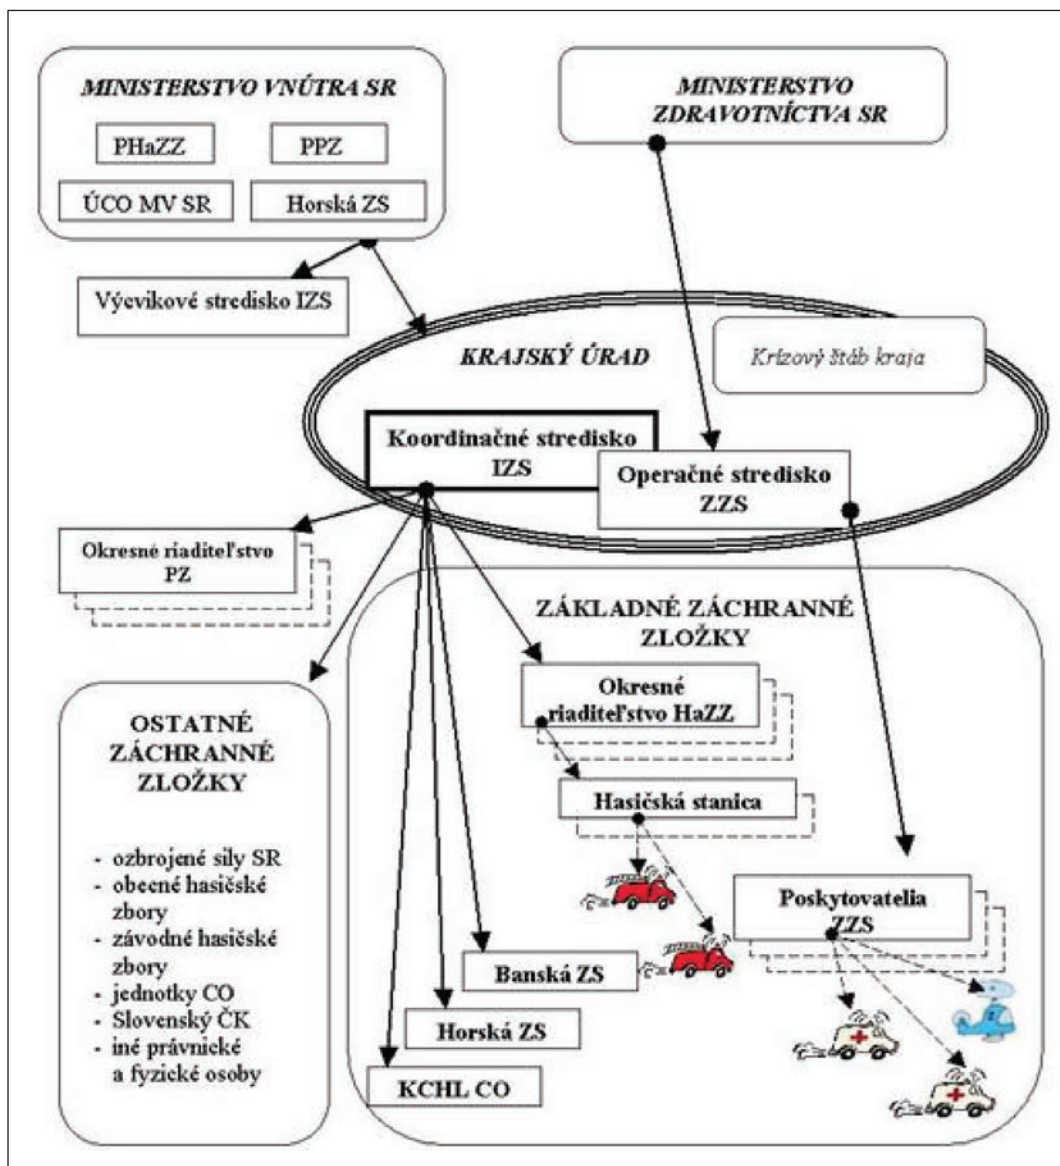 MINISTERSTVO VNÚTRA SR
PHaZZ
PPZ
ÚCO MV SR
Horská ZS
MINISTERSTVO
ZDRAVOTNÍCTVA SR
Výcvikové stredisko IZS
KRAJSKÝ ÚRAD
Krízový štáb kraja
Koordinačné stredisko
IZS
Operačné stredisko
ZZS
Okresné riaditeľstvo
PZ
ZÁKLADNÉ ZÁCHRANNÉ
ZLOŽKY
Okresné
riaditeľstvo HaZZ
Hasičská stanica
Poskytovatelia
ZZS
Banská ZS
Horská ZS
KCHL CO
OSTATNÉ
ZÁCHRANNÉ
ZLOŽKY
- ozbrojené sily SR
- obecné hasičské
zbory
- závodné hasičské
zbory
- jednotky CO
- Slovenský ČK
- iné právnické
a fyzické osoby